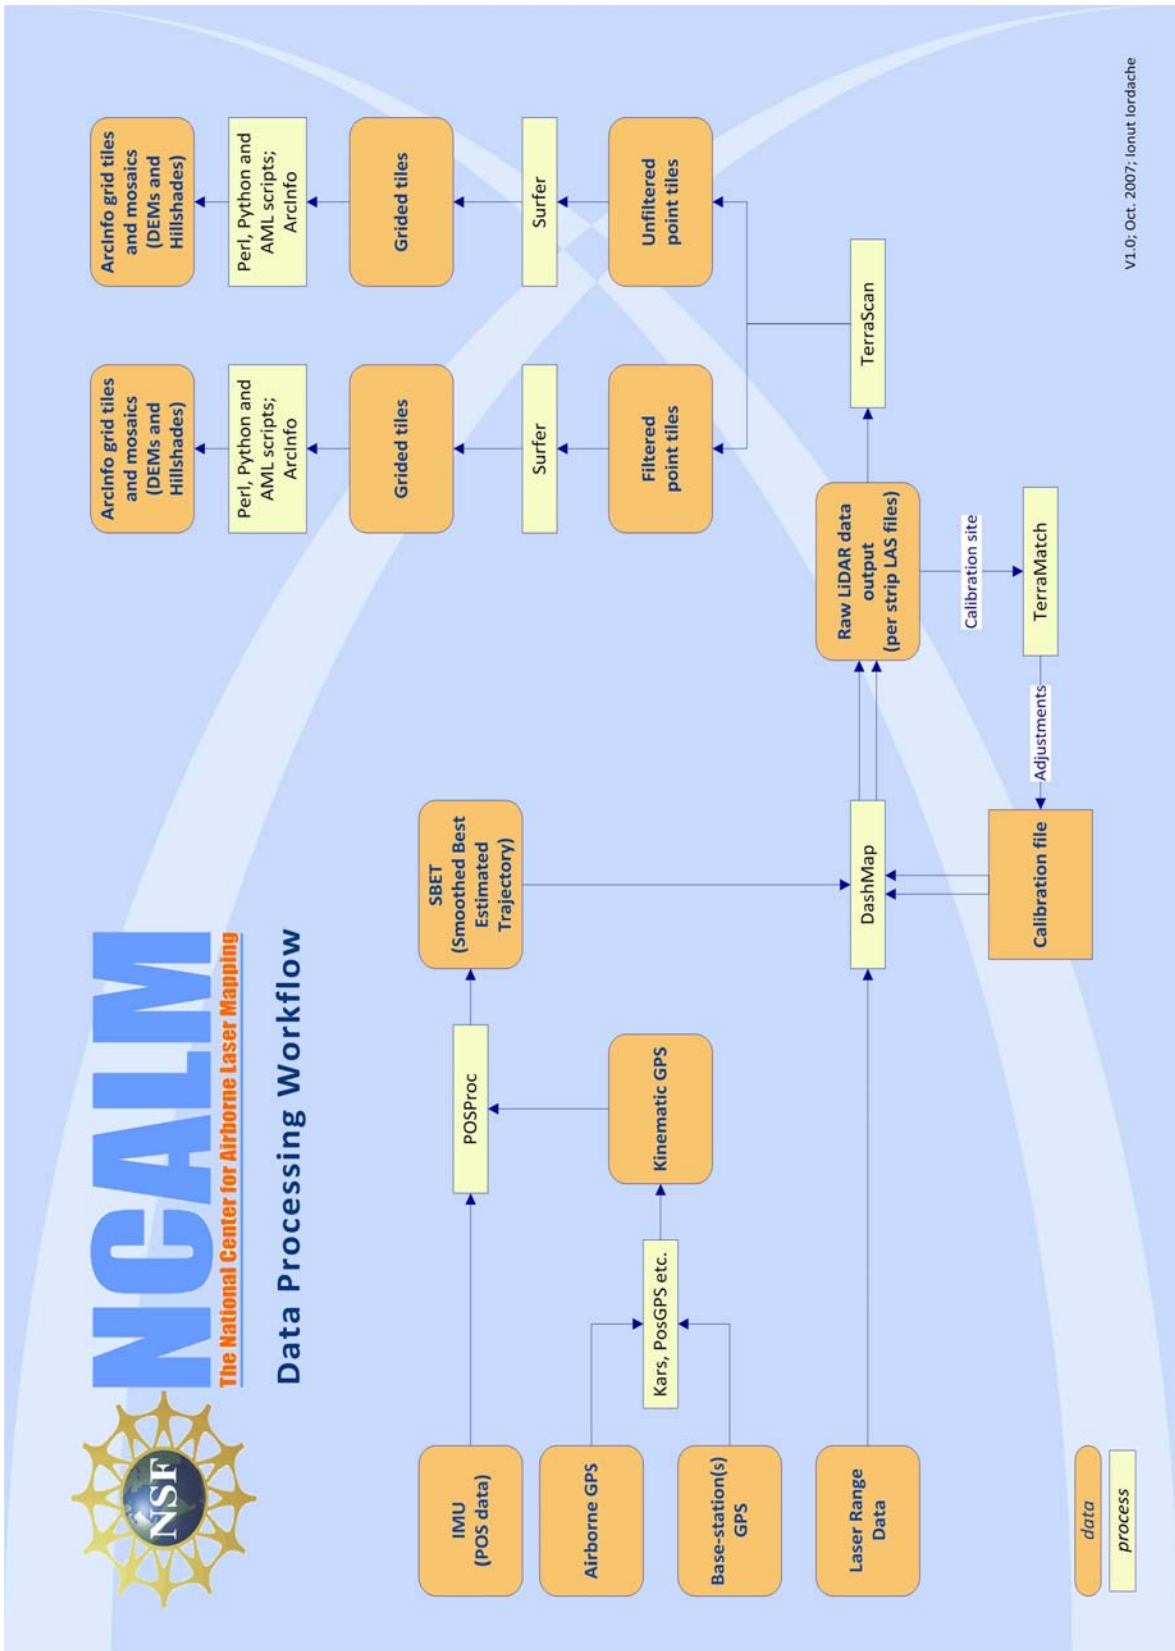 NSF
NCALM
The National Center for Airborne Laser Mapping
Data Processing Workflow
IMU
(POS data)
Airborne GPS
Base-station(s)
GPS
Laser Range
Data
Kars, PosGPS etc.
Kinematic GPS
POSProc
SBET
(Smoothed Best
Estimated
Trajectory)
DashMap
Calibration file
Adjustments
TerraMatch
Calibration site
Raw LiDAR data
output
(per strip LAS files)
TerraScan
Filtered
point tiles
Surfer
Grided tiles
Perl, Python and
AML scripts;
ArcInfo
ArcInfo grid tiles
and mosaics
(DEMs and
Hillshades)
Unfiltered
point tiles
Surfer
Grided tiles
Perl, Python and
AML scripts;
ArcInfo
ArcInfo grid tiles
and mosaics
(DEMs and
Hillshades)
data
process
V1.0; Oct. 2007; Ionut Iordache